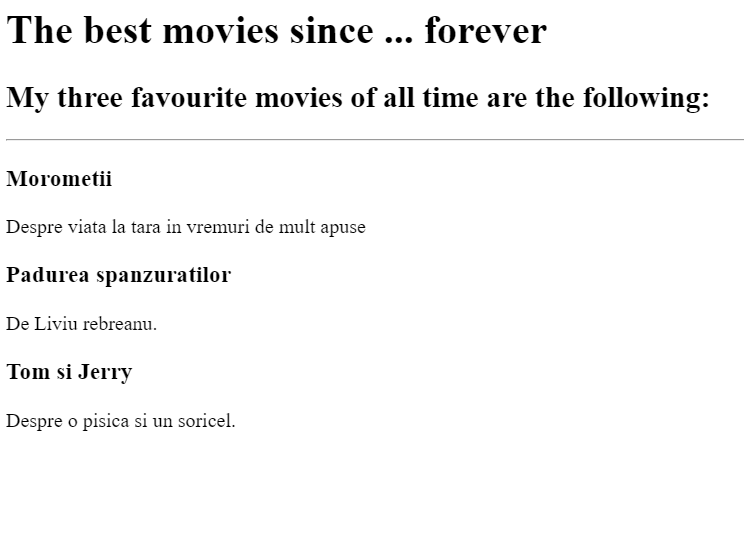 The best movies since ... forever
My three favourite movies of all time are the following:
Morometii
Despre viata la tara in vremuri de mult apuse
Padurea spanzuratilor
De Liviu rebreanu.
Tom si Jerry
Despre o pisica si un soricel.